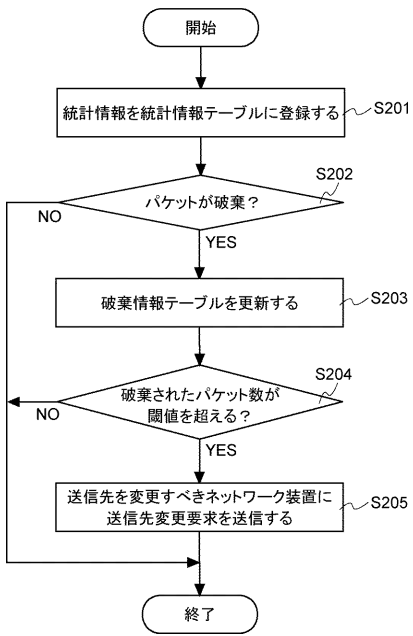 開始
統計情報を統計情報テーブルに登録する
S201
パケットが破棄？
S202
NO
YES
破棄情報テーブルを更新する
S203
破棄されたパケット数が
閾値を超える？
S204
NO
YES
送信先を変更すべきネットワーク装置に
送信先変更要求を送信する
S205
終了